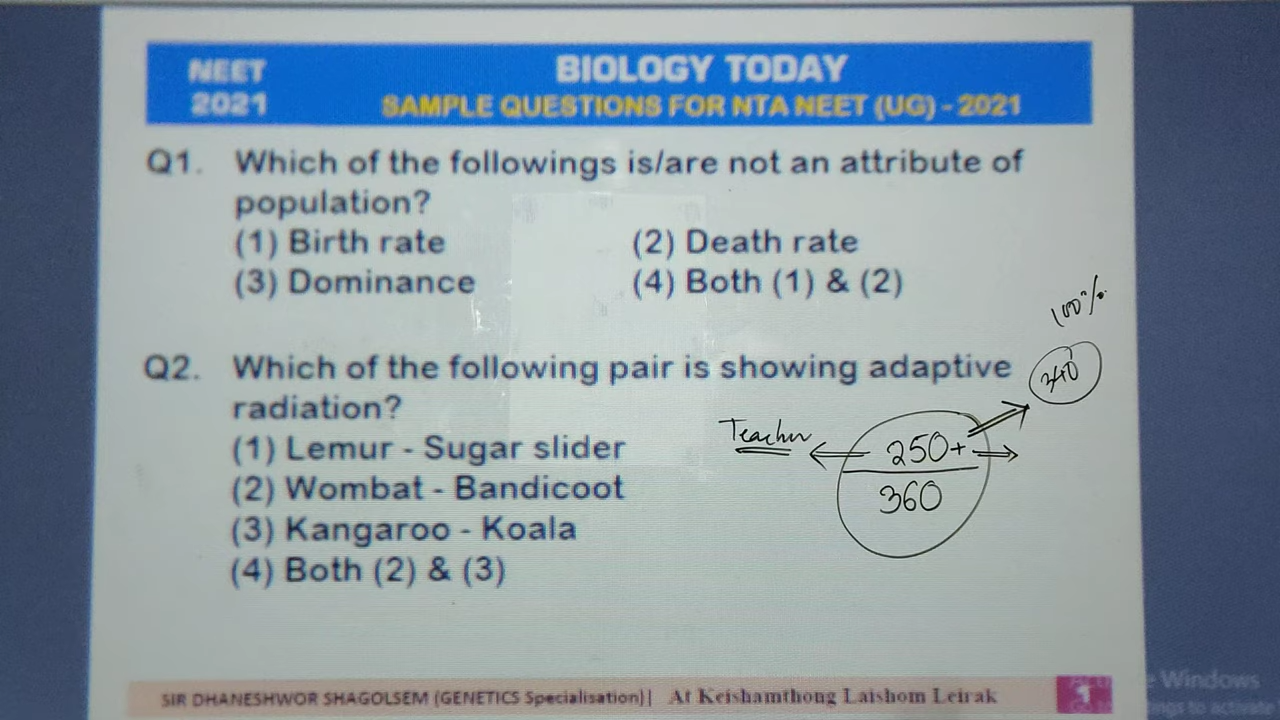 NEET
2021
BIOLOGY TODAY
SAMPLE QUESTIONS FOR NTA NEET (UG) - 2021
Q1. Which of the followings is/are not an attribute of
population?
(1) Birth rate (2) Death rate
(3) Dominance (4) Both (1) & (2)
100%
Q2. Which of the following pair is showing adaptive
radiation?
340
(1) Lemur - Sugar slider
Teacher
250+
(2) Wombat - Bandicoot
360
(3) Kangaroo - Koala
(4) Both (2) & (3)
SIR DHANESHWOR SHAGOLSEM (GENETICS Specialisation)| At Keishamthong Laishom Leirak
1
Windows